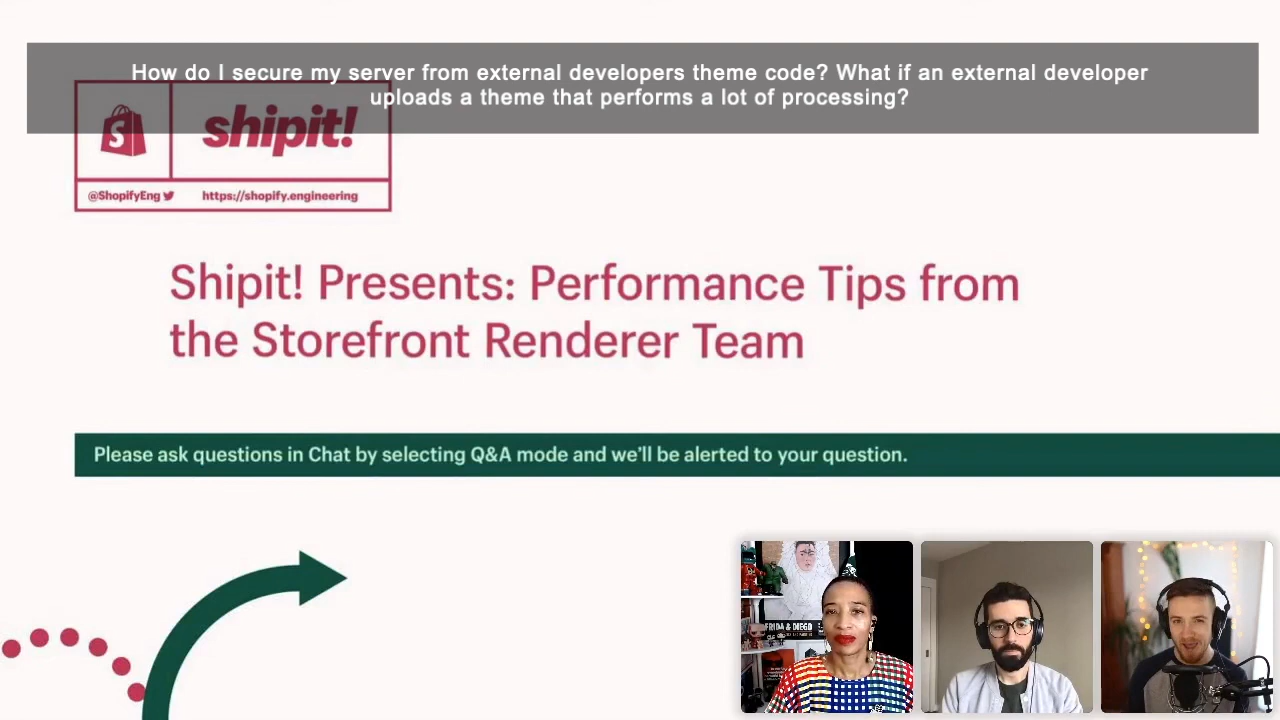 How do I secure my server from external developers theme code? What if an external developer
uploads a theme that performs a lot of processing?
shipit!
@ShopifyEng https://shopify.engineering
Shipit! Presents: Performance Tips from
the Storefront Renderer Team
Please ask questions in Chat by selecting Q&A mode and we'll be alerted to your question.
FRIDA & DIEGO